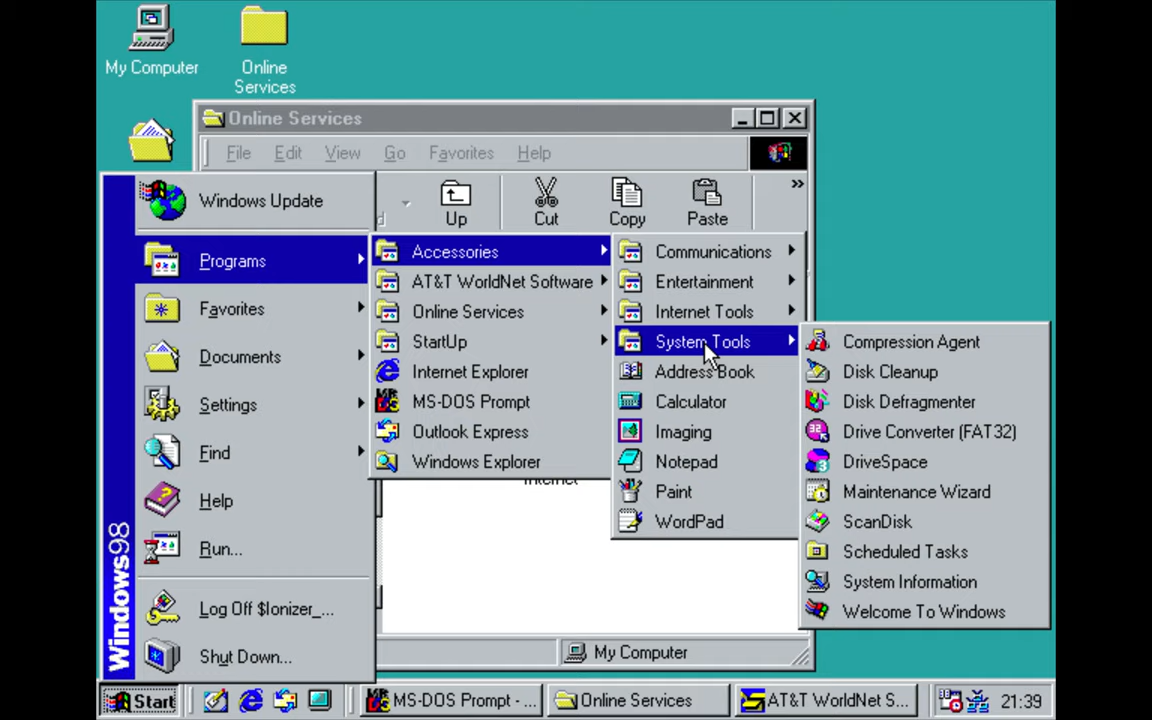 My Computer
Online
Services
Online Services
File Edit View Go Favorites Help
Up Cut Copy Paste
Windows Update
Programs
Favorites
Documents
Settings
Find
Help
Run...
Log Off $Ionizer_...
Shut Down...
Windows98
Accessories
AT&T WorldNet Software
Online Services
StartUp
Internet Explorer
MS-DOS Prompt
Outlook Express
Windows Explorer
Internet
Communications
Entertainment
Internet Tools
System Tools
Address Book
Calculator
Imaging
Notepad
Paint
WordPad
Compression Agent
Disk Cleanup
Disk Defragmenter
Drive Converter (FAT32)
DriveSpace
Maintenance Wizard
ScanDisk
Scheduled Tasks
System Information
Welcome To Windows
My Computer
Start MS-DOS Prompt - ... Online Services AT&T WorldNet S... 21:39